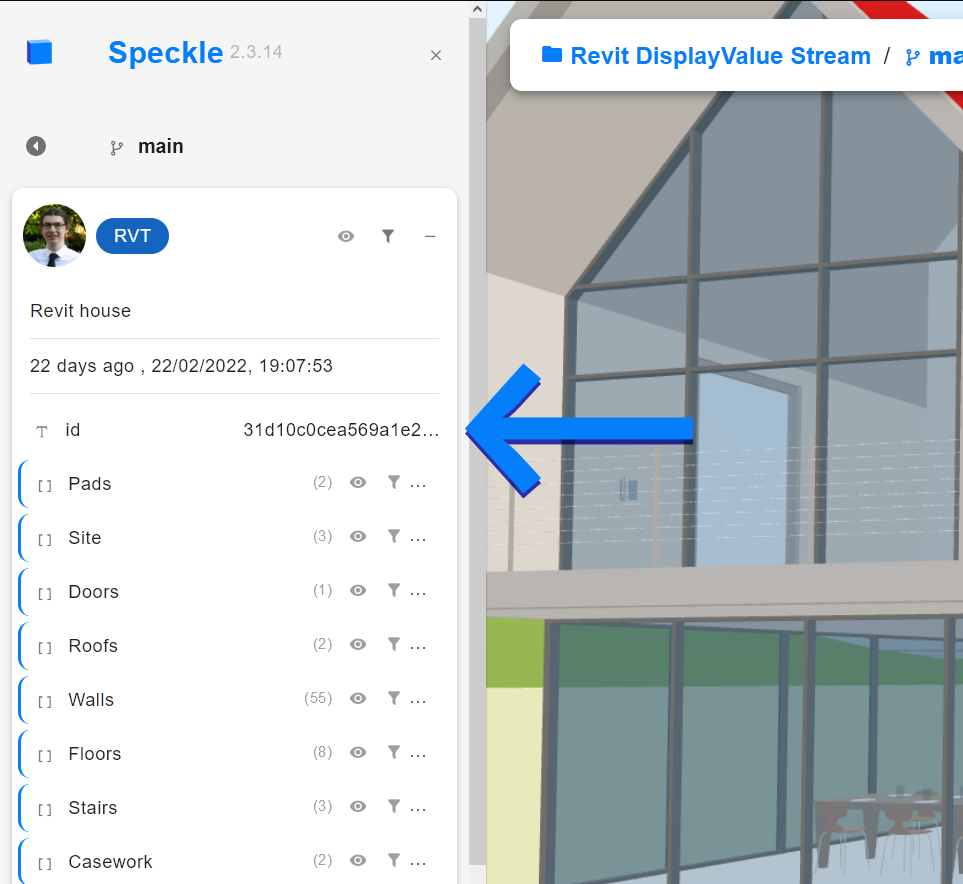 Speckle 2.3.14
Revit DisplayValue Stream / ma
main
RVT
Revit house
22 days ago , 22/02/2022, 19:07:53
T id 31d10c0cea569a1e2...
[ ] Pads (2) ...
[ ] Site (3) ...
[ ] Doors (1) ...
[ ] Roofs (2) ...
[ ] Walls (55) ...
[ ] Floors (8) ...
[ ] Stairs (3) ...
[ ] Casework (2) ...